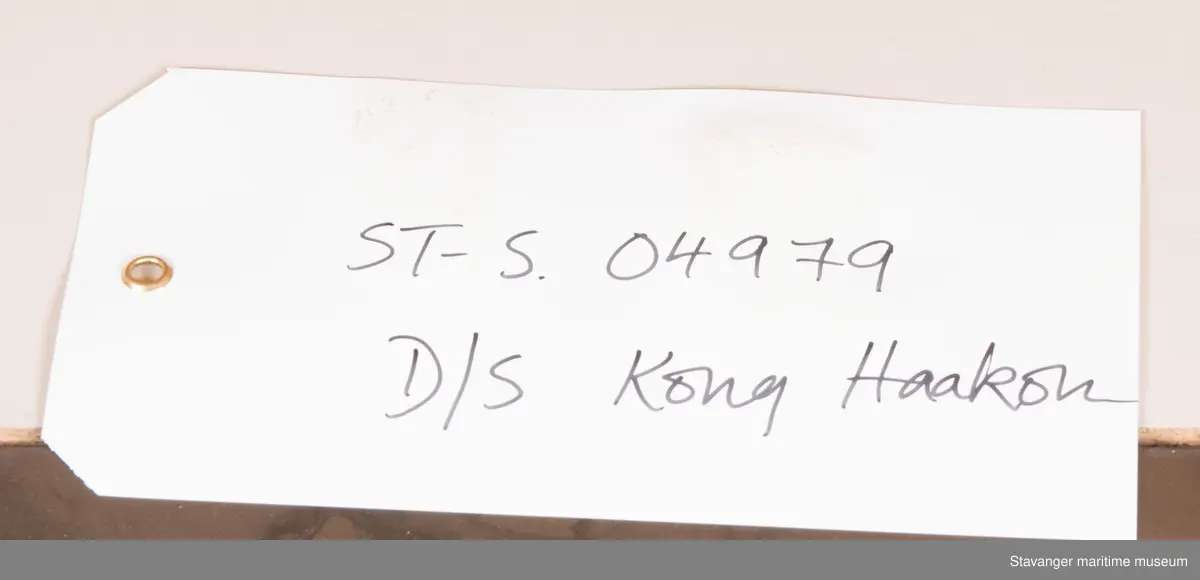 ST-S. 04979
D/S Kong Haakon
Stavanger maritime museum